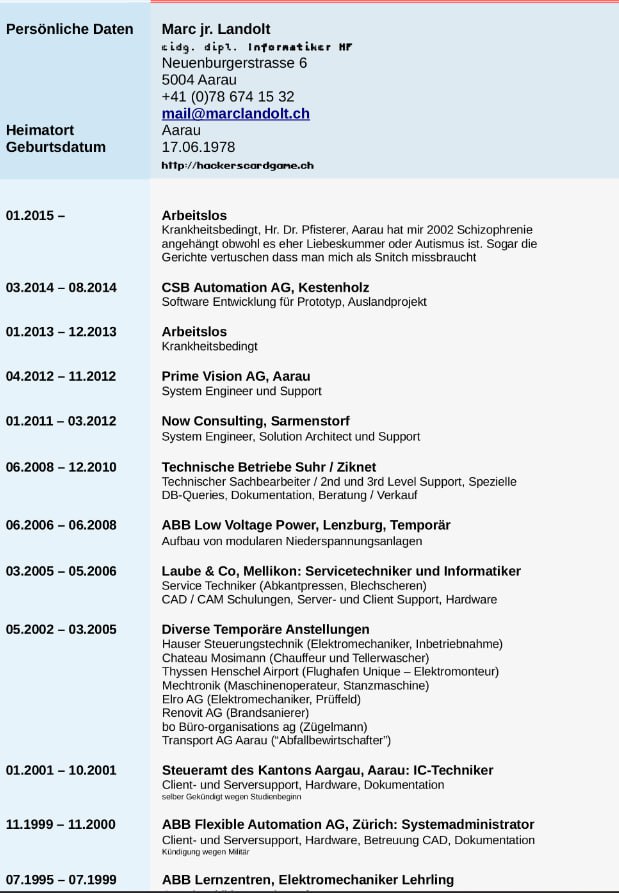 Persönliche Daten Marc jr. Landolt
eidg. dipl. Informatiker HF
Neuenburgerstrasse 6
5004 Aarau
+41 (0)78 674 15 32
mail@marclandolt.ch
Heimatort Aarau
Geburtsdatum 17.06.1978
http://hackerscardgame.ch
01.2015 – Arbeitslos
Krankheitsbedingt, Hr. Dr. Pfisterer, Aarau hat mir 2002 Schizophrenie
angehängt obwohl es eher Liebeskummer oder Autismus ist. Sogar die
Gerichte vertuschen dass man mich als Snitch missbraucht
03.2014 – 08.2014 CSB Automation AG, Kestenholz
Software Entwicklung für Prototyp, Auslandprojekt
01.2013 – 12.2013 Arbeitslos
Krankheitsbedingt
04.2012 – 11.2012 Prime Vision AG, Aarau
System Engineer und Support
01.2011 – 03.2012 Now Consulting, Sarmenstorf
System Engineer, Solution Architect und Support
06.2008 – 12.2010 Technische Betriebe Suhr / Ziknet
Technischer Sachbearbeiter / 2nd und 3rd Level Support, Spezielle
DB-Queries, Dokumentation, Beratung / Verkauf
06.2006 – 06.2008 ABB Low Voltage Power, Lenzburg, Temporär
Aufbau von modularen Niederspannungsanlagen
03.2005 – 05.2006 Laube & Co, Mellikon: Servicetechniker und Informatiker
Service Techniker (Abkantpressen, Blechscheren)
CAD / CAM Schulungen, Server- und Client Support, Hardware
05.2002 – 03.2005 Diverse Temporäre Anstellungen
Hauser Steuerungstechnik (Elektromechaniker, Inbetriebnahme)
Chateau Mosimann (Chauffeur und Tellerwascher)
Thyssen Henschel Airport (Flughafen Unique – Elektromonteur)
Mechtronik (Maschinenoperateur, Stanzmaschine)
Elro AG (Elektromechaniker, Prüffeld)
Renovit AG (Brandsanierer)
bo Büro-organisations ag (Zügelmann)
Transport AG Aarau (“Abfallbewirtschafter”)
01.2001 – 10.2001 Steueramt des Kantons Aargau, Aarau: IC-Techniker
Client- und Serversupport, Hardware, Dokumentation
selber Gekündigt wegen Studienbeginn
11.1999 – 11.2000 ABB Flexible Automation AG, Zürich: Systemadministrator
Client- und Serversupport, Hardware, Betreuung CAD, Dokumentation
Kündigung wegen Militär
07.1995 – 07.1999 ABB Lernzentren, Elektromechaniker Lehrling